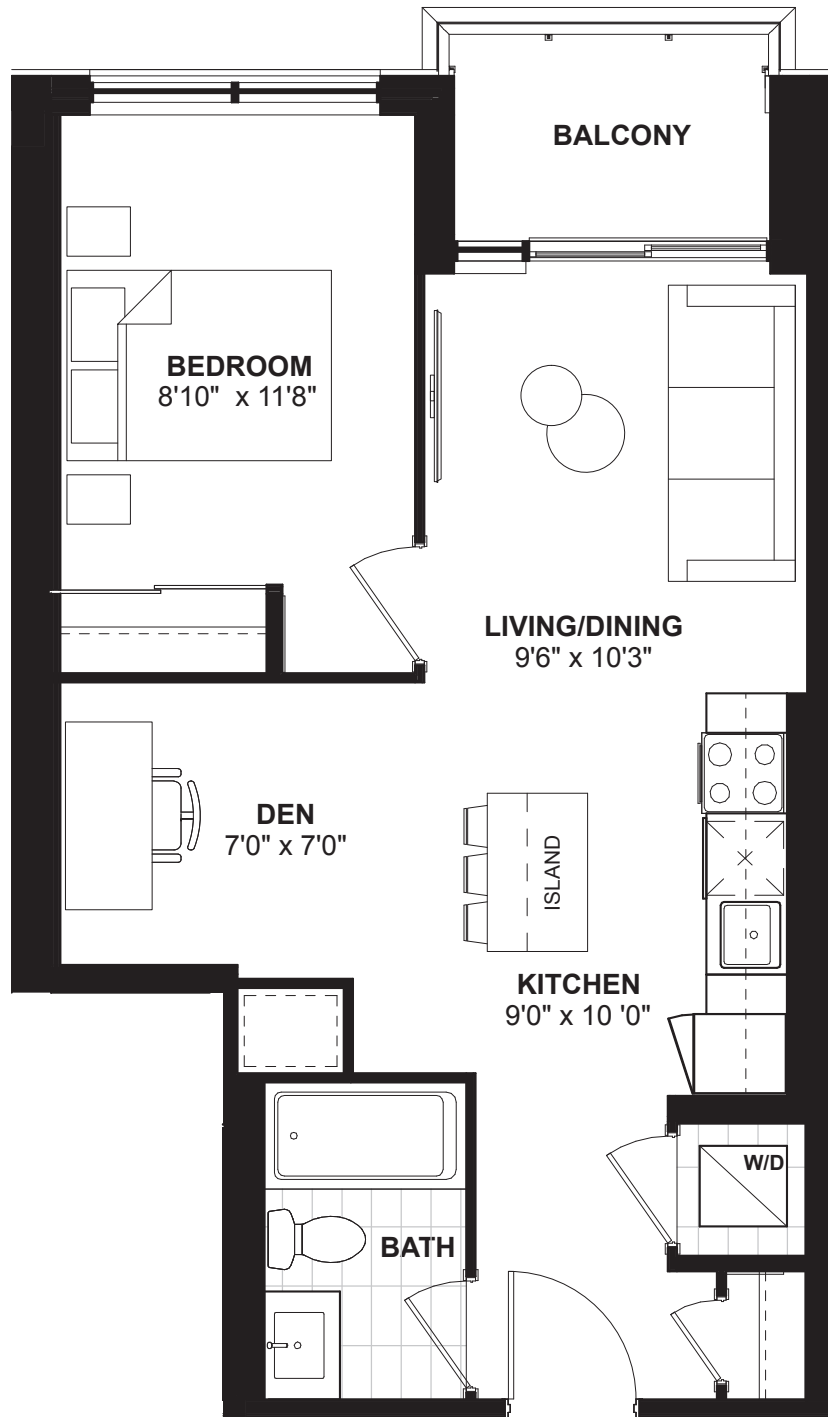 BALCONY
BEDROOM
8'10"  x 11'8"
LIVING/DINING
9'6" x 10'3"
DEN
7'0" x 7'0"
ISLAND
KITCHEN
9'0" x 10 '0"
W/D
BATH